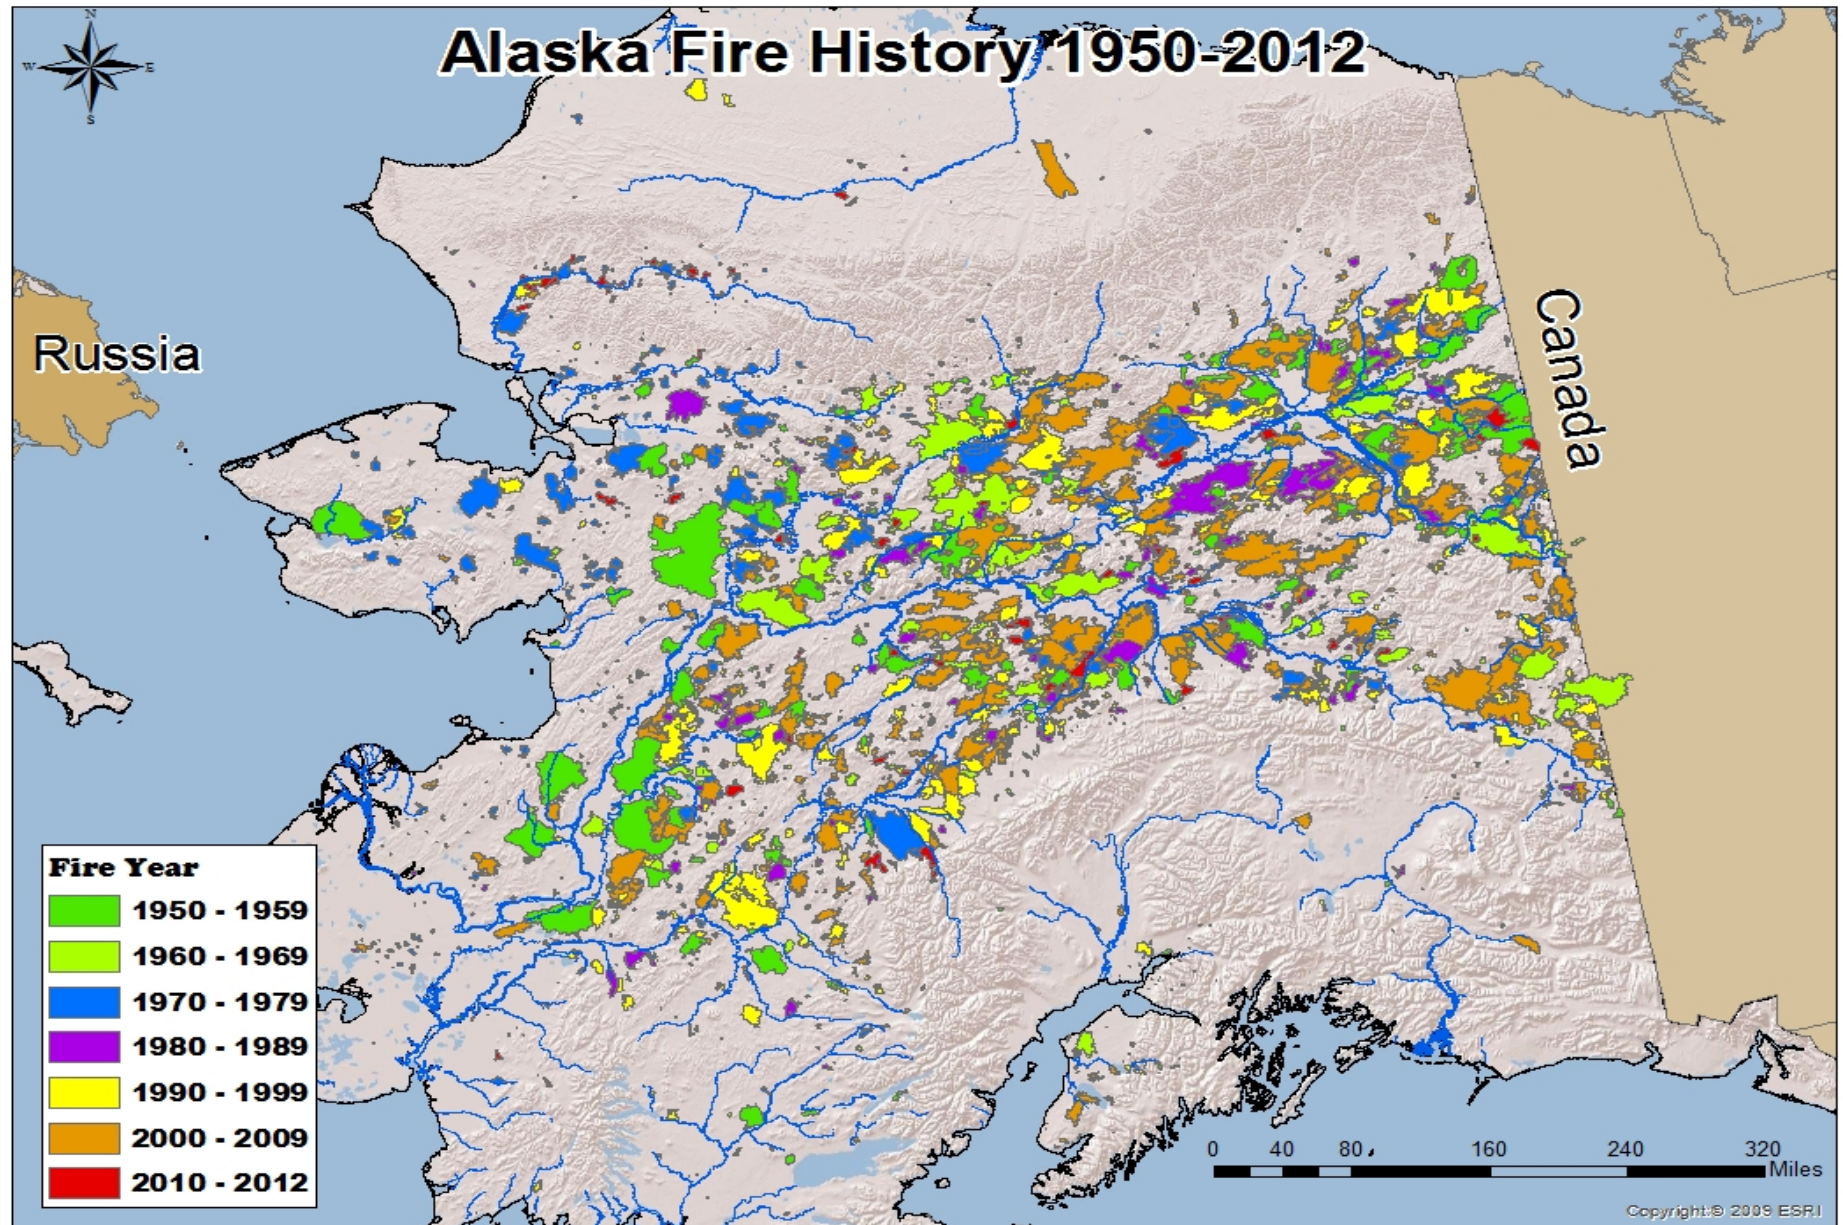 Alaska Fire History 1950-2012
N
W E
S
Russia
Canada
Fire Year
1950 - 1959
1960 - 1969
1970 - 1979
1980 - 1989
1990 - 1999
2000 - 2009
2010 - 2012
0 40 80 160 240 320
Miles
Copyright:© 2009 ESRI